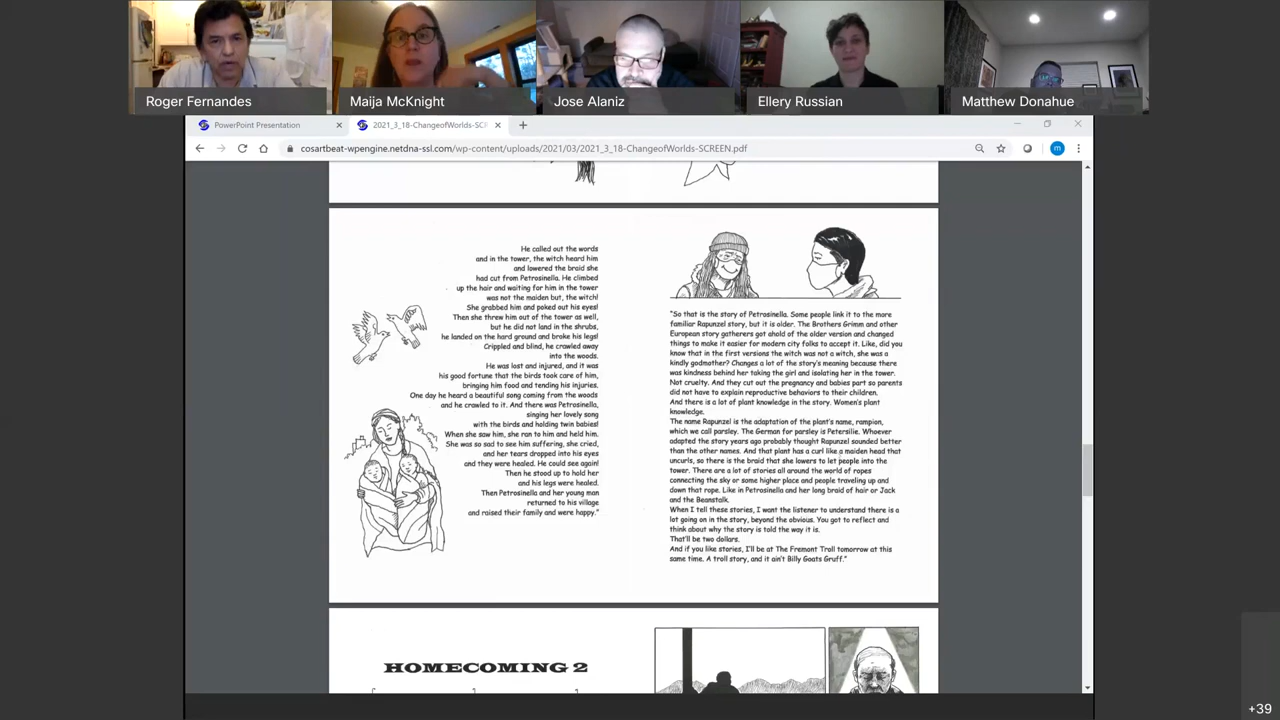 Roger Fernandes
Maija McKnight
Jose Alaniz
Ellery Russian
Matthew Donahue
PowerPoint Presentation
2021_3_18-ChangeofWorlds-SCR
cosartbeat-wpengine.netdna-ssl.com/wp-content/uploads/2021/03/2021_3_18-ChangeofWorlds-SCREEN.pdf
m
He called out the words
and in the tower, the witch heard him
and lowered the braid she
had cut from Petrosinella. He climbed
up the hair and waiting for him in the tower
was not the maiden but, the witch!
She grabbed him and poked out his eyes!
Then she threw him out of the tower as well,
but he did not land in the shrubs,
he landed on the hard ground and broke his legs!
Crippled and blind, he crawled away
into the woods.
He was lost and injured, and it was
his good fortune that the birds took care of him,
bringing him food and tending his injuries.
One day he heard a beautiful song coming from the woods
and he crawled to it. And there was Petrosinella,
singing her lovely song
with the birds and holding twin babies!
When she saw him, she ran to him and held him.
She was so sad to see him suffering, she cried,
and her tears dropped into his eyes
and they were healed. He could see again!
Then he stood up to hold her
and his legs were healed.
Then Petrosinella and her young man
returned to his village
and raised their family and were happy."
"So that is the story of Petrosinella. Some people link it to the more
familiar Rapunzel story, but it is older. The Brothers Grimm and other
European story gatherers got ahold of the older version and changed
things to make it easier for modern city folks to accept it. Like, did you
know that in the first versions the witch was not a witch, she was a
kindly godmother? Changes a lot of the story's meaning because there
was kindness behind her taking the girl and isolating her in the tower.
Not cruelty. And they cut out the pregnancy and babies part so parents
did not have to explain reproductive behaviors to their children.
And there is a lot of plant knowledge in the story. Women's plant
knowledge.
The name Rapunzel is the adaptation of the plant's name, rampion,
which we call parsley. The German for parsley is Petersilie. Whoever
adapted the story years ago probably thought Rapunzel sounded better
than the other names. And that plant has a curl like a maiden head that
uncurls, so there is the braid that she lowers to let people into the
tower. There are a lot of stories all around the world of ropes
connecting the sky or some higher place and people traveling up and
down that rope. Like in Petrosinella and her long braid of hair or Jack
and the Beanstalk.
When I tell these stories, I want the listener to understand there is a
lot going on in the story, beyond the obvious. You got to reflect and
think about why the story is told the way it is.
That'll be two dollars.
And if you like stories, I'll be at The Fremont Troll tomorrow at this
same time. A troll story, and it ain't Billy Goats Gruff."
HOMECOMING 2
+39